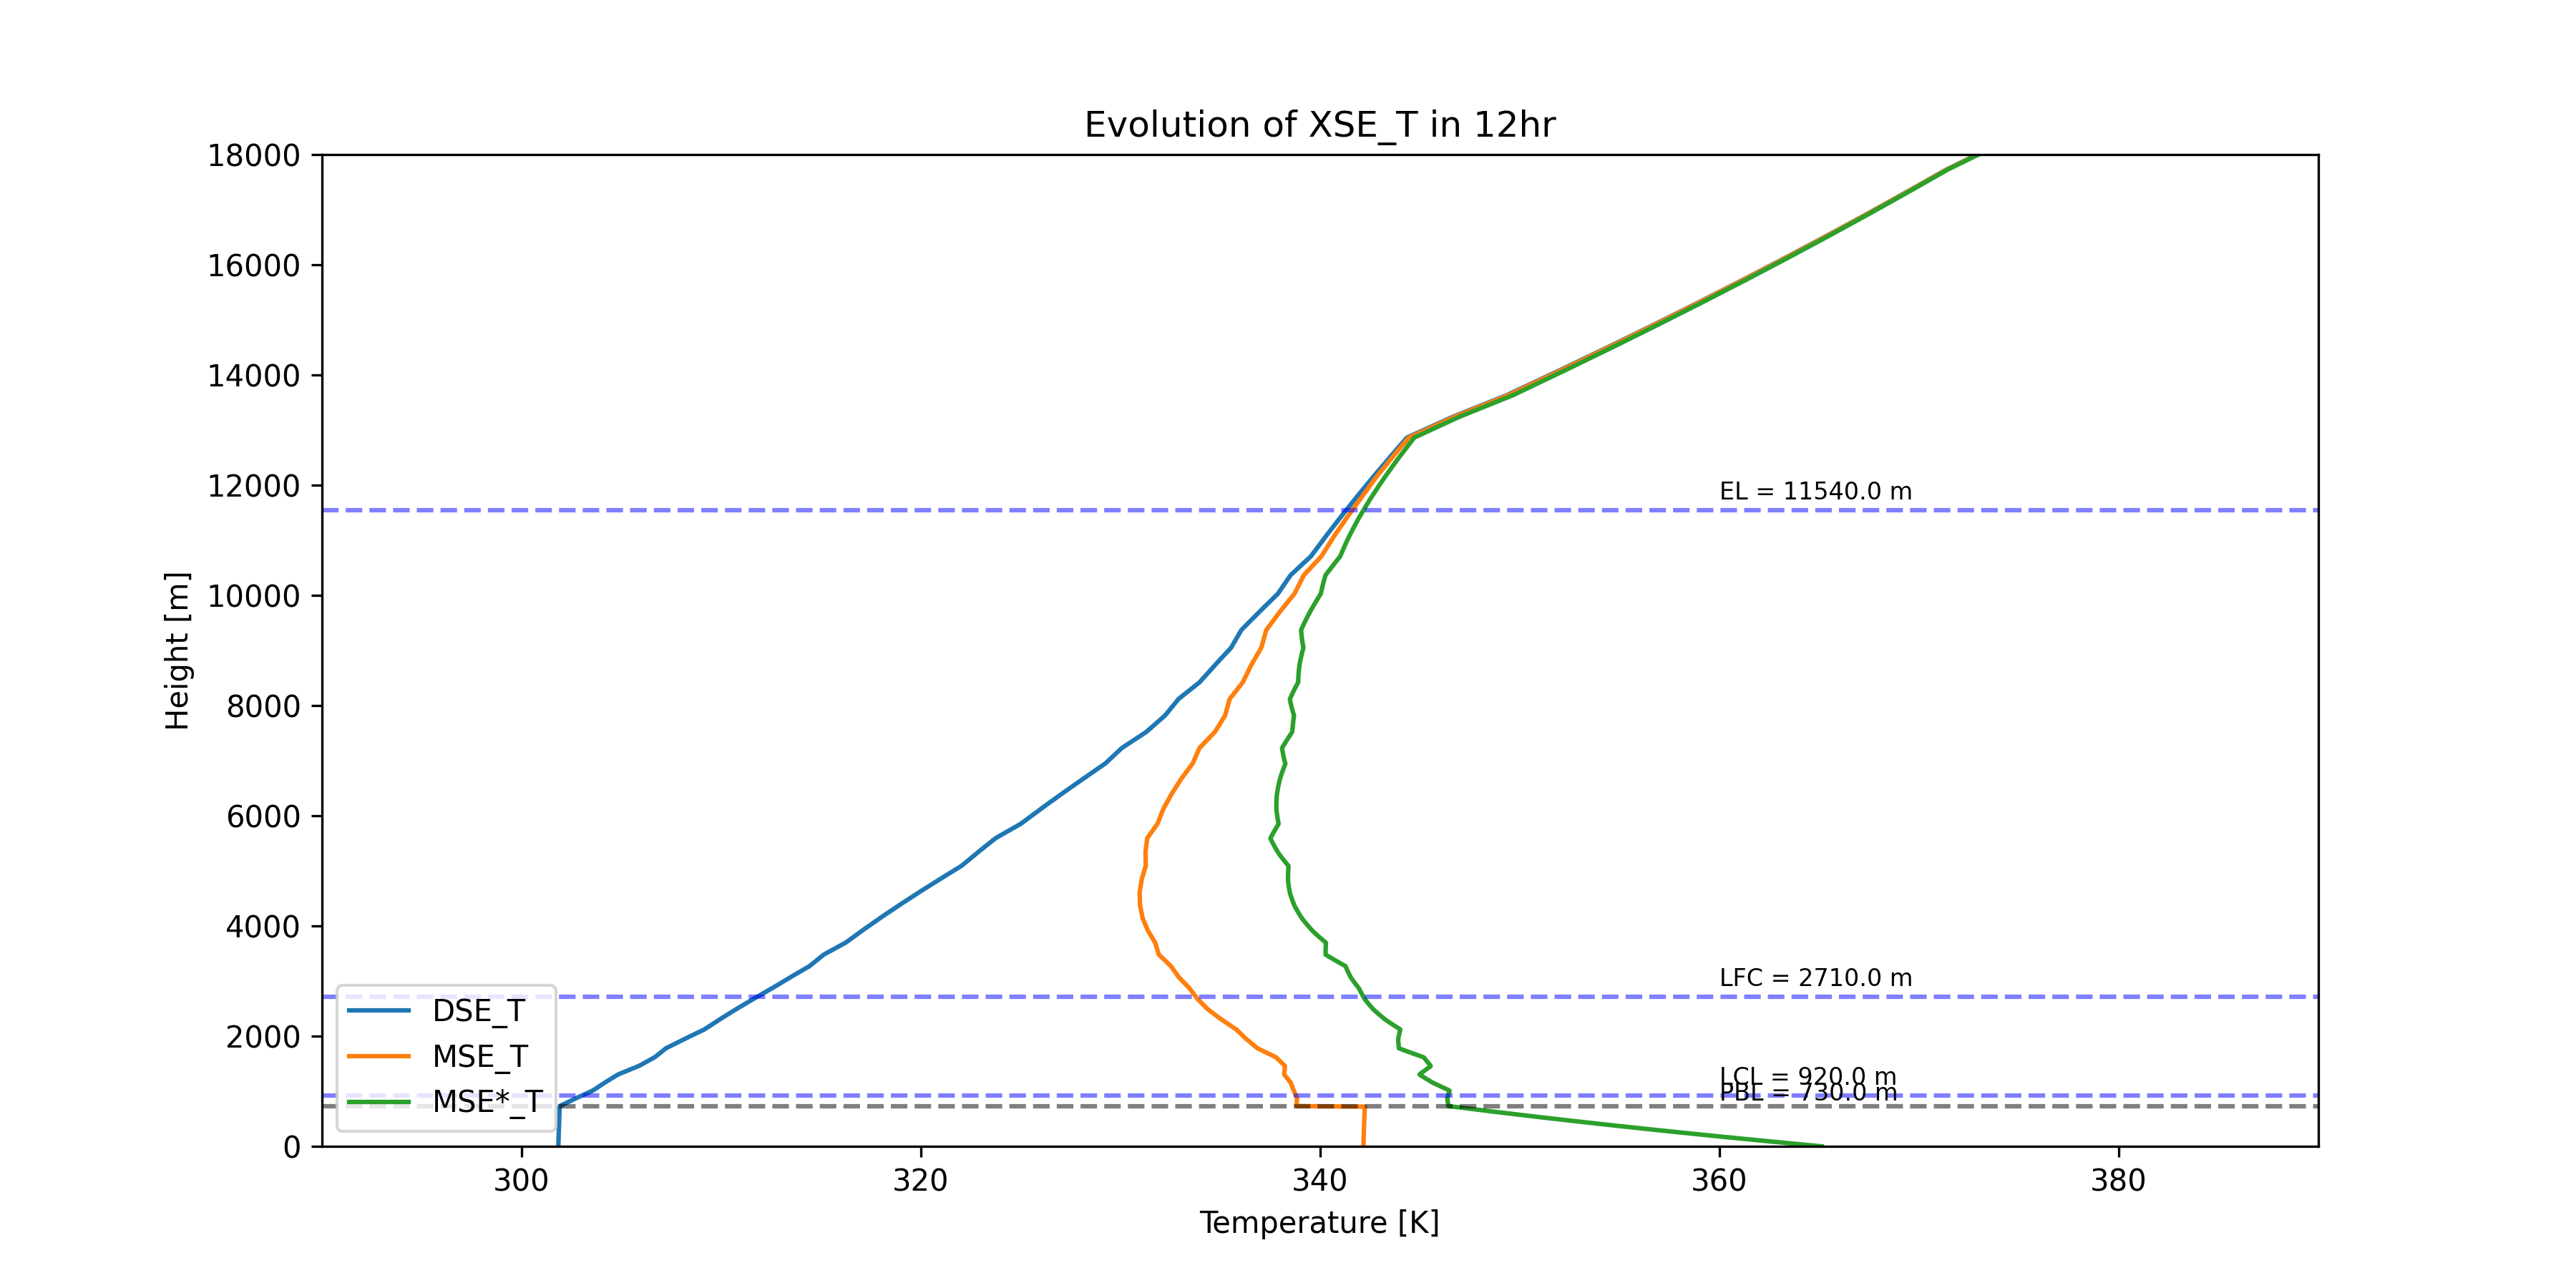 Evolution of XSE_T in 12hr
18000
16000
14000
12000
10000
8000
6000
4000
2000
0
Height [m]
EL = 11540.0 m
LFC = 2710.0 m
LCL = 920.0 m
PBL = 730.0 m
DSE_T
MSE_T
MSE*_T
300
320
340
360
380
Temperature [K]